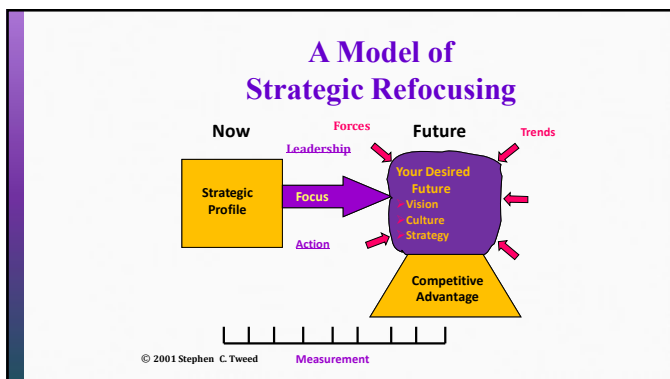 A Model of
Strategic Refocusing
Now
Forces
Future
Trends
Leadership
Strategic
Profile
Focus
Your Desired
Future
Vision
Culture
Strategy
Action
Competitive
Advantage
© 2001 Stephen C. Tweed
Measurement